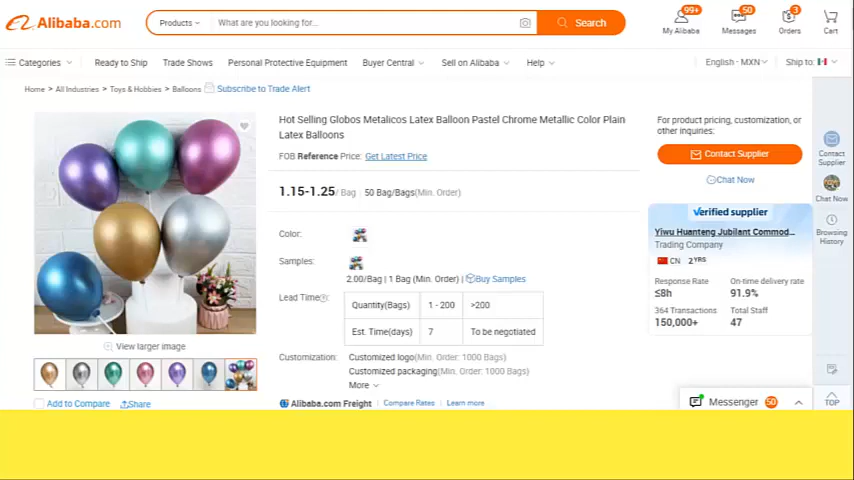 Alibaba.com
Products
What are you looking for...
Search
99+
My Alibaba
50
Messages
3
Orders
Cart
Categories
Ready to Ship
Trade Shows
Personal Protective Equipment
Buyer Central
Sell on Alibaba
Help
English - MXN
Ship to:
Home > All Industries > Toys & Hobbies > Balloons
Subscribe to Trade Alert
Hot Selling Globos Metalicos Latex Balloon Pastel Chrome Metallic Color Plain
Latex Balloons
FOB Reference Price: Get Latest Price
1.15-1.25 / Bag | 50 Bag/Bags(Min. Order)
Color:
Samples:
2.00/Bag | 1 Bag (Min. Order) | Buy Samples
Lead Time:
Quantity(Bags) 1 - 200 >200
Est. Time(days) 7 To be negotiated
Customization: Customized logo(Min. Order: 1000 Bags)
Customized packaging(Min. Order: 1000 Bags)
More
Alibaba.com Freight | Compare Rates Learn more
View larger image
Add to Compare
Share
For product pricing, customization, or
other inquiries:
Contact Supplier
Chat Now
Verified supplier
Yiwu Huanteng Jubilant Commod...
Trading Company
CN 2YRS
Response Rate
≤8h
On-time delivery rate
91.9%
364 Transactions
150,000+
Total Staff
47
Contact
Supplier
Chat Now
Browsing
History
Messenger 50
TOP